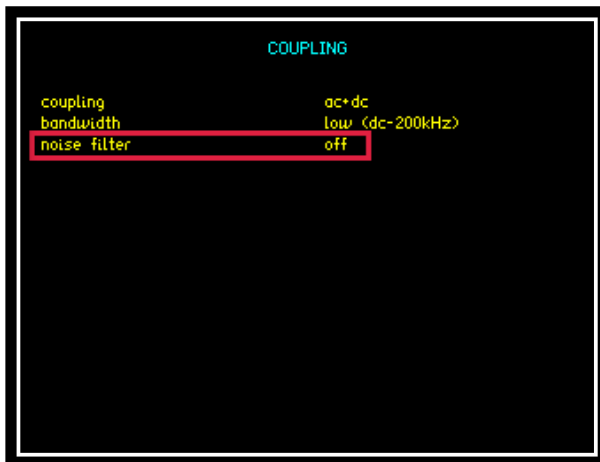 COUPLING
coupling ac+dc
bandwidth low (dc-200kHz)
noise filter off